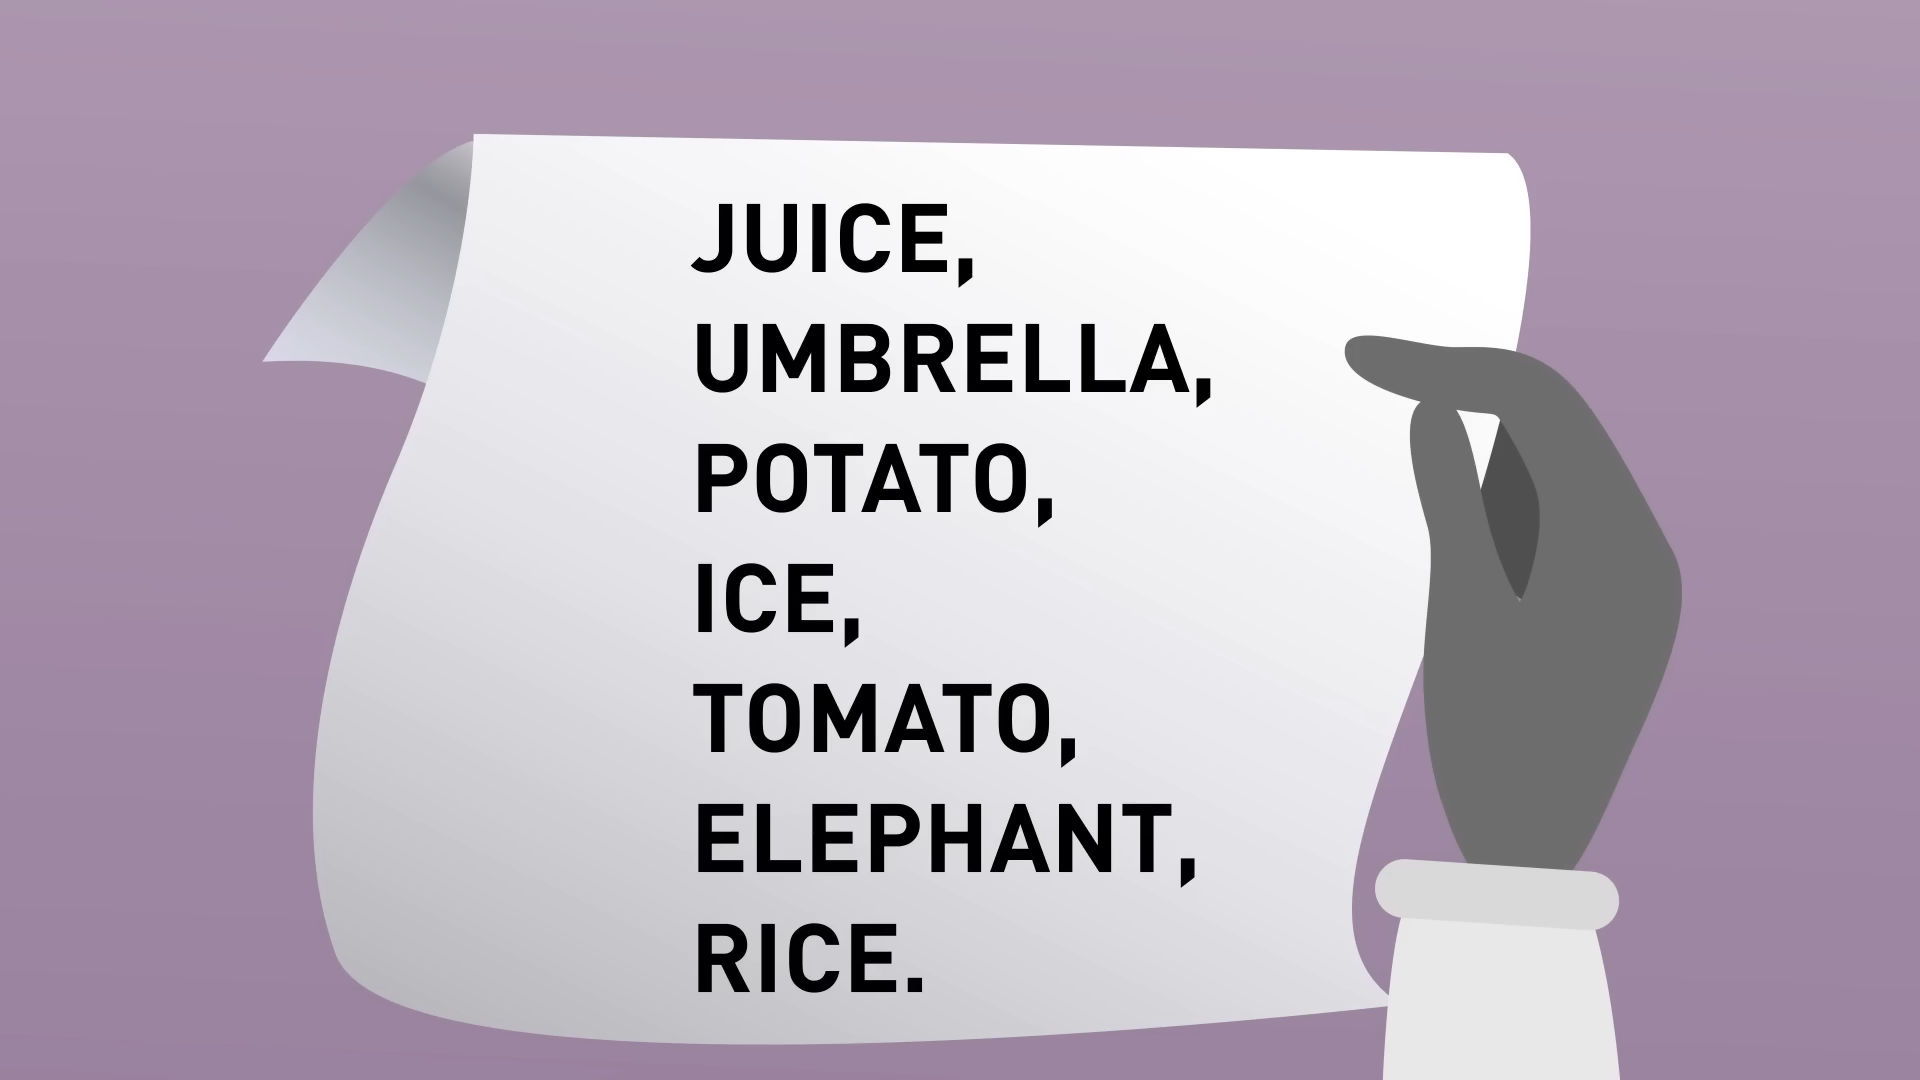 JUICE,
UMBRELLA,
POTATO,
ICE,
TOMATO,
ELEPHANT,
RICE.